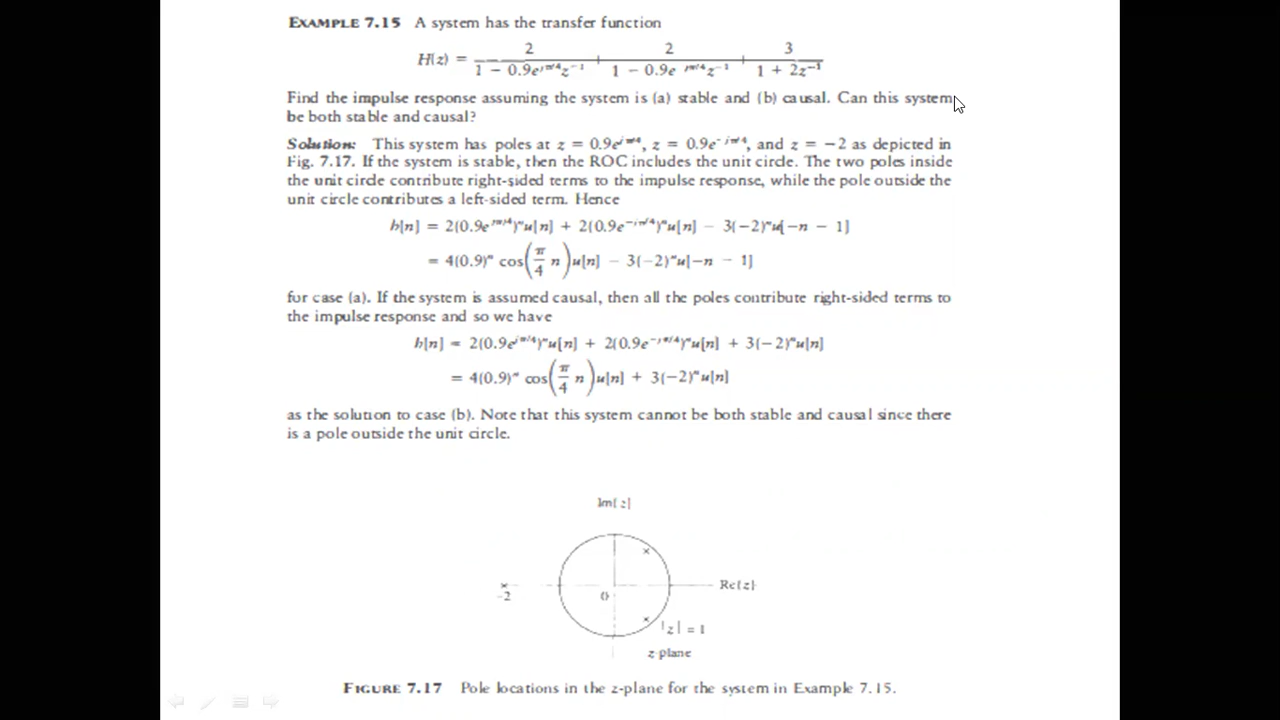 EXAMPLE 7.15 A system has the transfer function
H(z) = 2 / (1 − 0.9e^{jπ/4}z^{−1}) + 2 / (1 − 0.9e^{jπ/4}z^{−1}) + 3 / (1 + 2z^{−1})
Find the impulse response assuming the system is (a) stable and (b) causal. Can this system
be both stable and causal?
Solution: This system has poles at z = 0.9e^{jπ/4}, z = 0.9e^{−jπ/4}, and z = −2 as depicted in
Fig. 7.17. If the system is stable, then the ROC includes the unit circle. The two poles inside
the unit circle contribute right-sided terms to the impulse response, while the pole outside the
unit circle contributes a left-sided term. Hence
h[n] = 2(0.9e^{jπ/4})^n u[n] + 2(0.9e^{−jπ/4})^n u[n] − 3(−2)^n u[−n − 1]
= 4(0.9)^n cos(π/4 n)u[n] − 3(−2)^n u[−n − 1]
for case (a). If the system is assumed causal, then all the poles contribute right-sided terms to
the impulse response and so we have
h[n] = 2(0.9e^{jπ/4})^n u[n] + 2(0.9e^{−jπ/4})^n u[n] + 3(−2)^n u[n]
= 4(0.9)^n cos(π/4 n)u[n] + 3(−2)^n u[n]
as the solution to case (b). Note that this system cannot be both stable and causal since there
is a pole outside the unit circle.
Im{z}
Re{z}
-2
0
|z| = 1
z-plane
FIGURE 7.17 Pole locations in the z-plane for the system in Example 7.15.